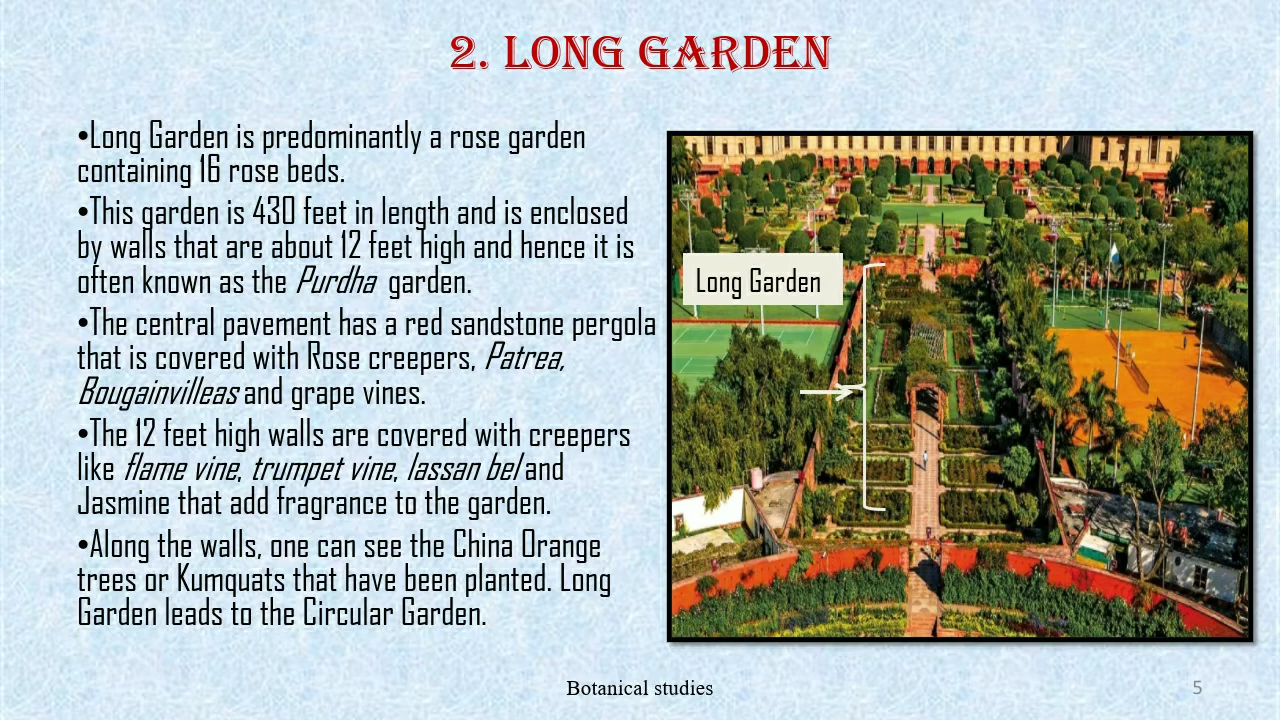 2. LONG GARDEN
•Long Garden is predominantly a rose garden
containing 16 rose beds.
•This garden is 430 feet in length and is enclosed
by walls that are about 12 feet high and hence it is
often known as the Purdha garden.
•The central pavement has a red sandstone pergola
that is covered with Rose creepers, Patrea,
Bougainvilleas and grape vines.
•The 12 feet high walls are covered with creepers
like flame vine, trumpet vine, lassan bel and
Jasmine that add fragrance to the garden.
•Along the walls, one can see the China Orange
trees or Kumquats that have been planted. Long
Garden leads to the Circular Garden.
Long Garden
Botanical studies
5